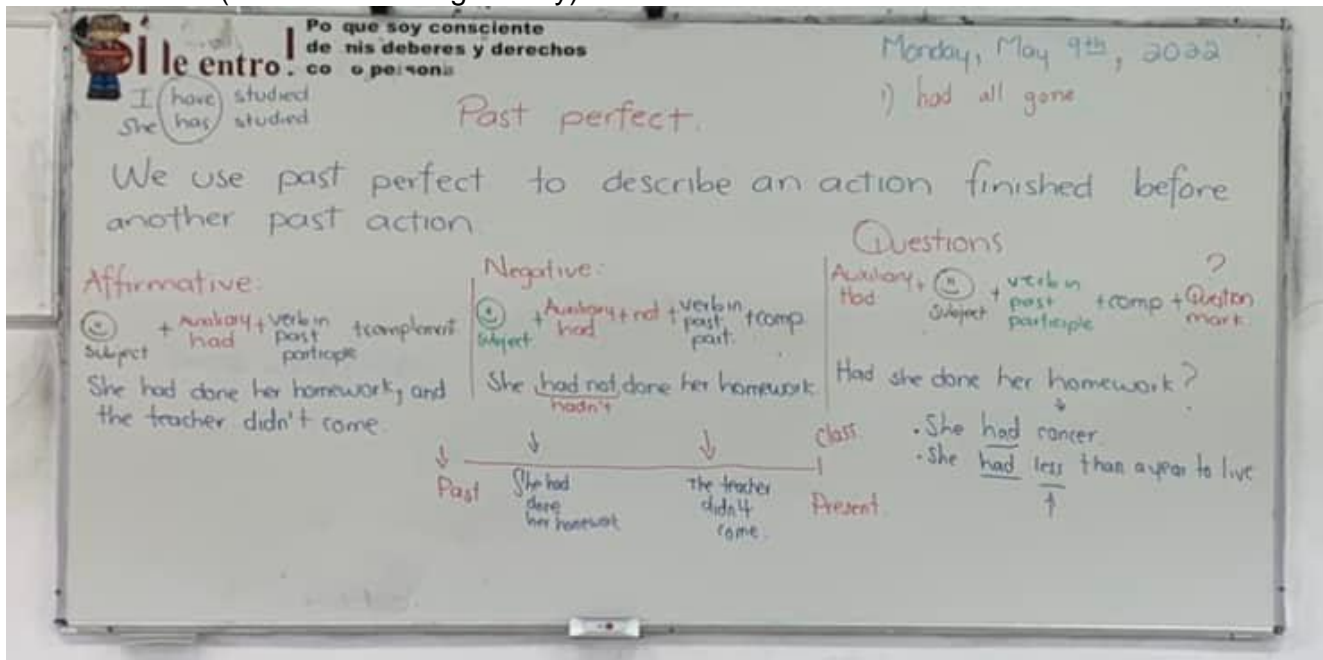 Po que soy consciente
de mis deberes y derechos
Si le entro! co o persona
Monday, May 9th, 2022
1) had all gone
I have studied
She has studied
Past perfect.
We use past perfect to describe an action finished before
another past action
Affirmative:
subject + Auxiliary had + verb in past participle + complement
She had done her homework, and
the teacher didn't come.
Negative:
subject + Auxiliary had + not + verb in past part. + comp
She had not done her homework
hadn't
Questions
Auxiliary Had + subject + verb in past participle + comp + Question mark ?
Had she done her homework?
• She had cancer
• She had less than a year to live
Class
Past
She had done her homework
The teacher didn't come.
Present